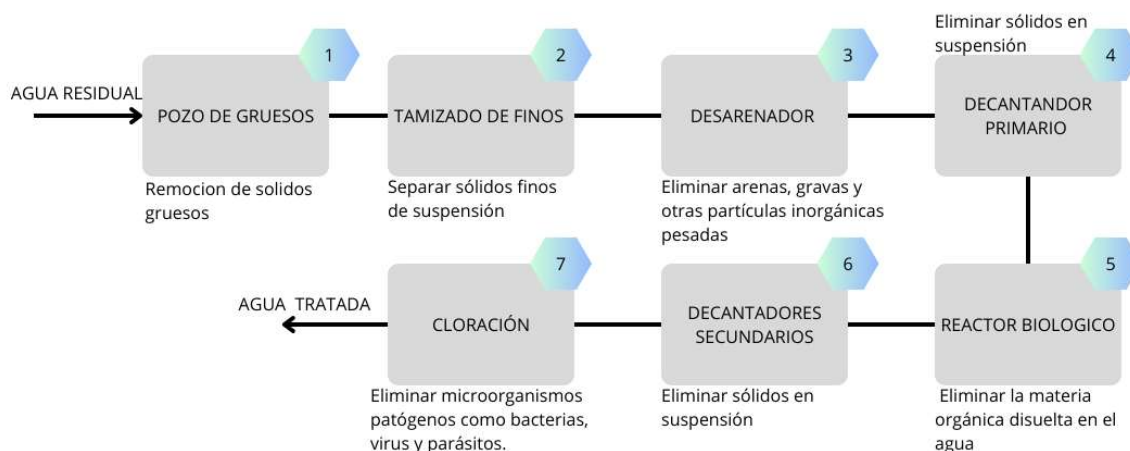 AGUA RESIDUAL
1
POZO DE GRUESOS
Remocion de solidos
gruesos
2
TAMIZADO DE FINOS
Separar sólidos finos
de suspensión
3
DESARENADOR
Eliminar arenas, gravas y
otras partículas inorgánicas
pesadas
Eliminar sólidos en
suspensión
4
DECANTANDOR
PRIMARIO
5
REACTOR BIOLOGICO
Eliminar la materia
orgánica disuelta en el
agua
6
DECANTADORES
SECUNDARIOS
Eliminar sólidos en
suspensión
7
CLORACIÓN
Eliminar microorganismos
patógenos como bacterias,
virus y parásitos.
AGUA TRATADA